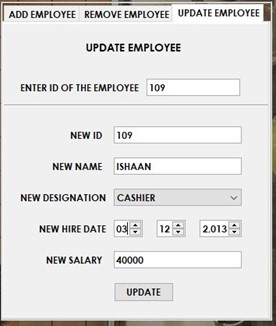 ADD EMPLOYEE REMOVE EMPLOYEE UPDATE EMPLOYEE
UPDATE EMPLOYEE
ENTER ID OF THE EMPLOYEE 109
NEW ID 109
NEW NAME ISHAAN
NEW DESIGNATION CASHIER
NEW HIRE DATE 03 12 2.013
NEW SALARY 40000
UPDATE